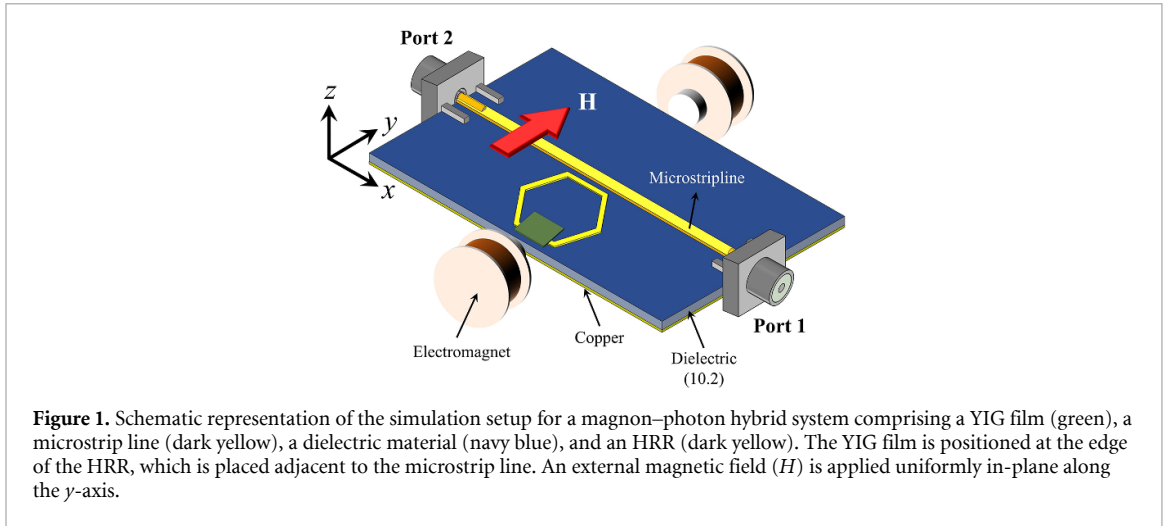 Port 2
H
z
y
x
Microstripline
Port 1
Copper
Electromagnet
Dielectric
(10.2)
Figure 1. Schematic representation of the simulation setup for a magnon–photon hybrid system comprising a YIG film (green), a
microstrip line (dark yellow), a dielectric material (navy blue), and an HRR (dark yellow). The YIG film is positioned at the edge
of the HRR, which is placed adjacent to the microstrip line. An external magnetic field (H) is applied uniformly in-plane along
the y-axis.